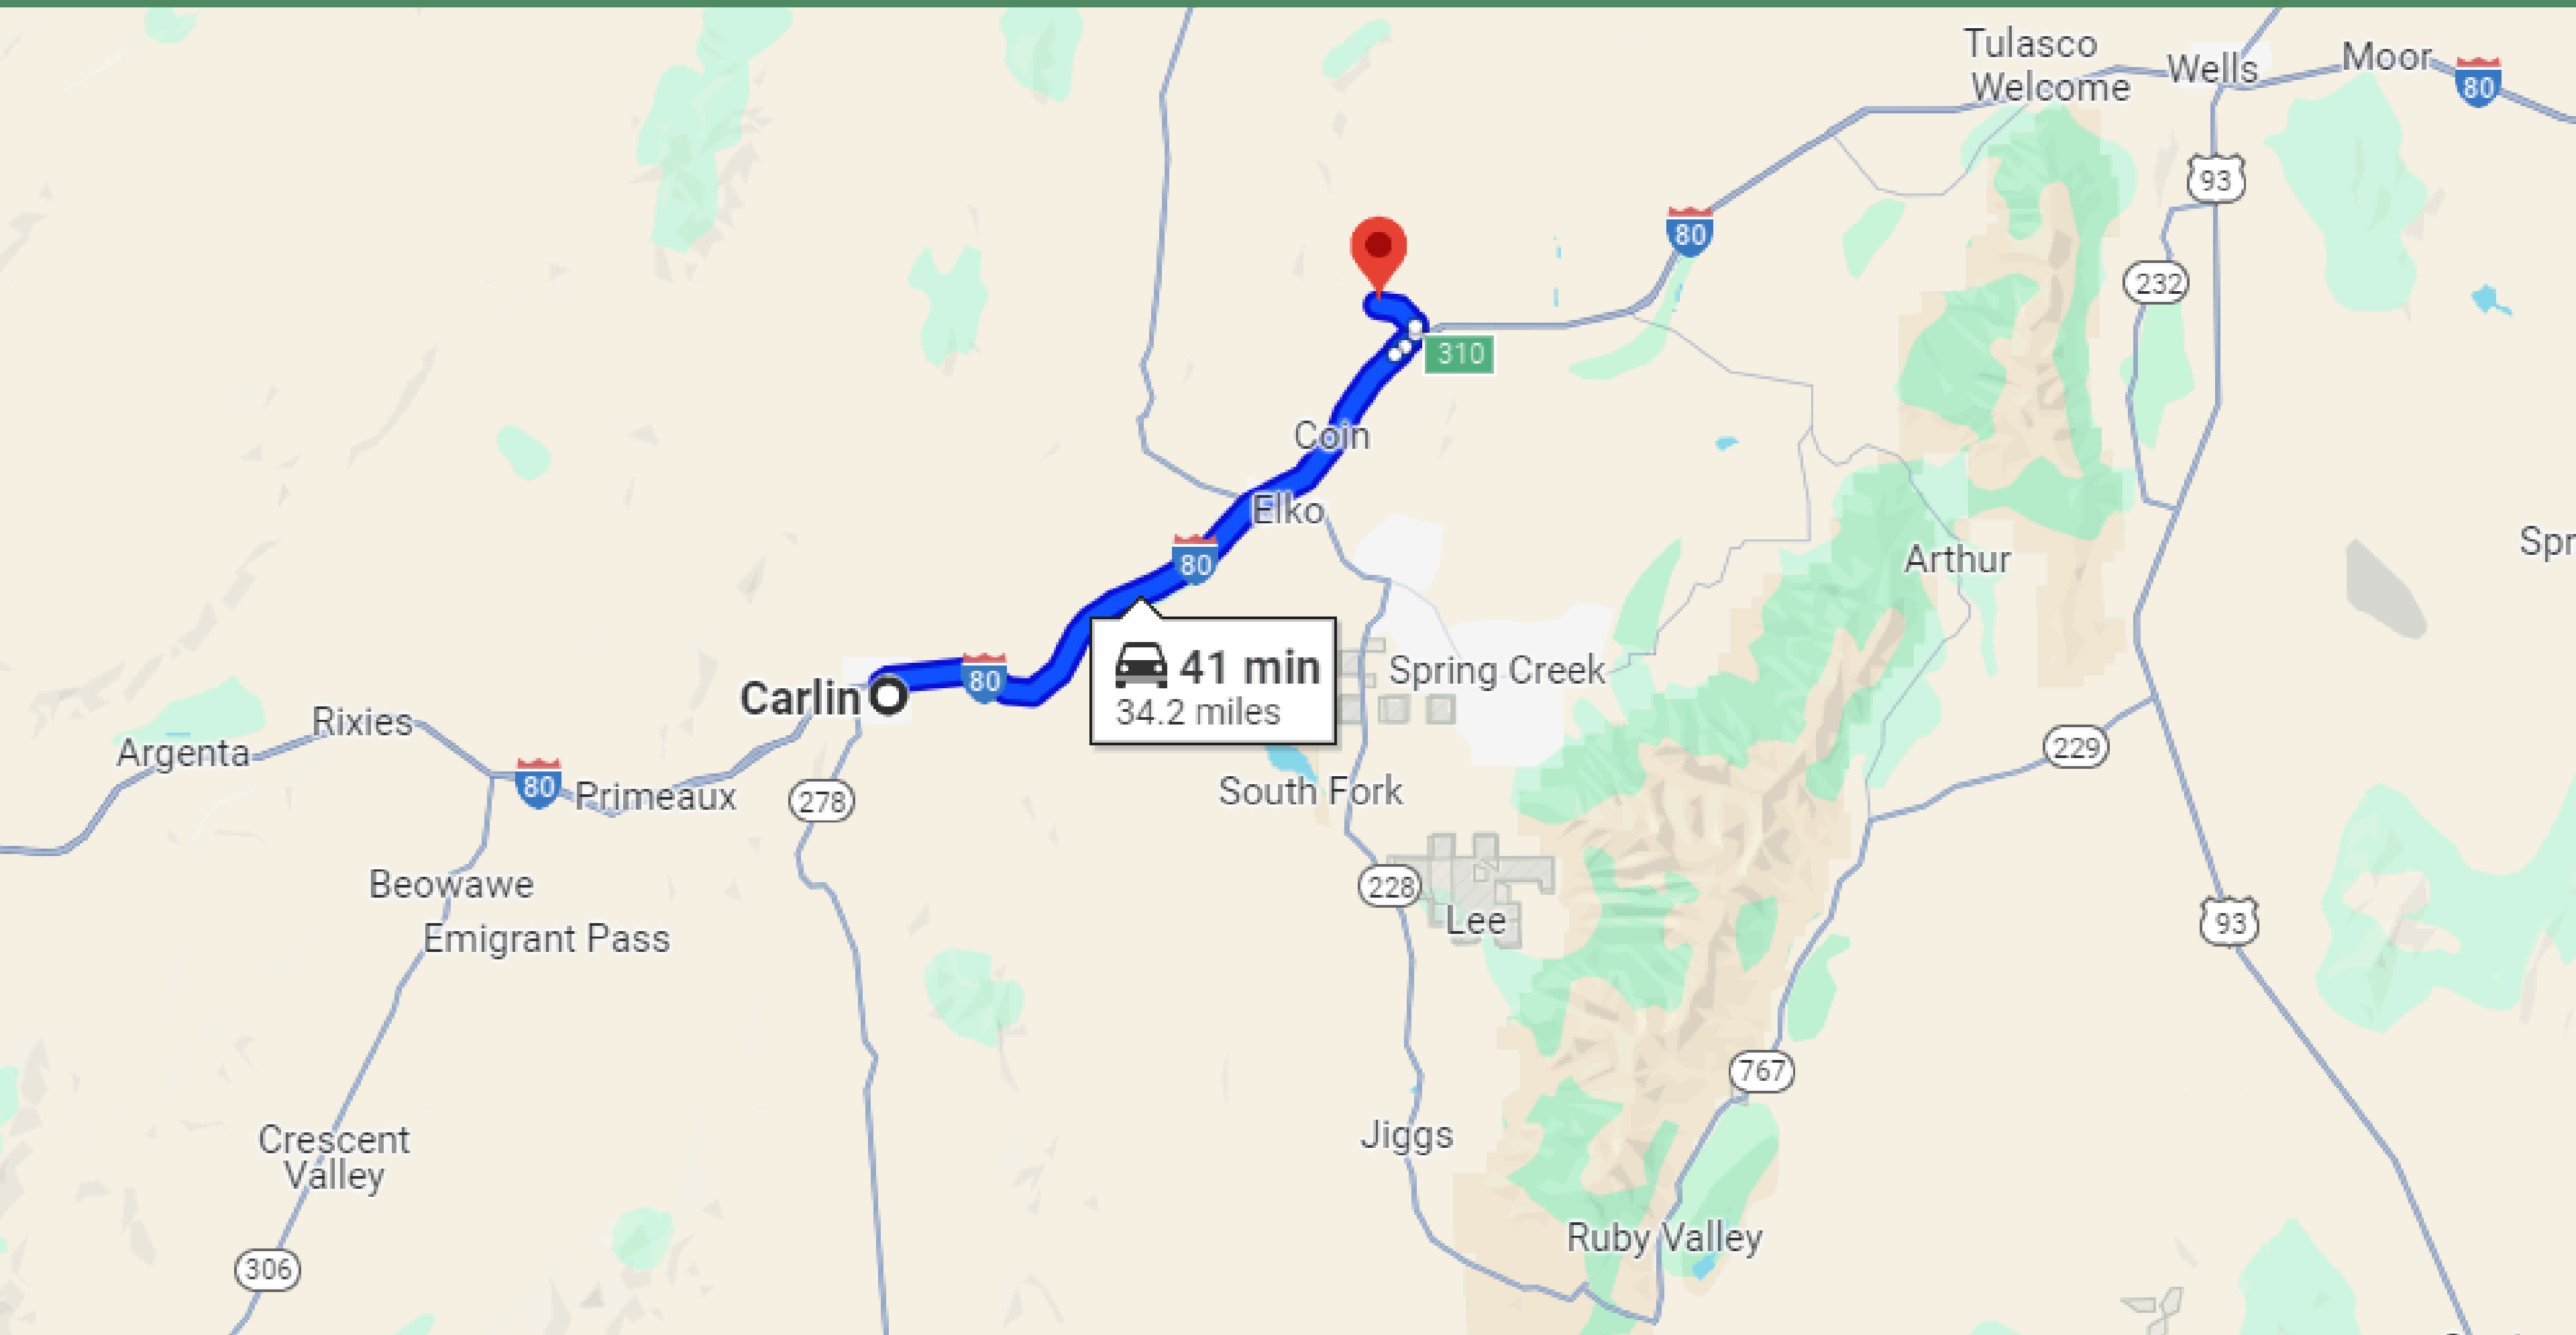 Tulasco
Wells
Moor
80
Welcome
93
80
232
310
Coin
Elko
Spr
80
Arthur
41 min
34.2 miles
Spring Creek
80
Carlin
Rixies
Argenta
229
80
Primeaux
278
South Fork
Beowawe
228
Lee
93
Emigrant Pass
767
Crescent
Valley
Jiggs
Ruby Valley
306